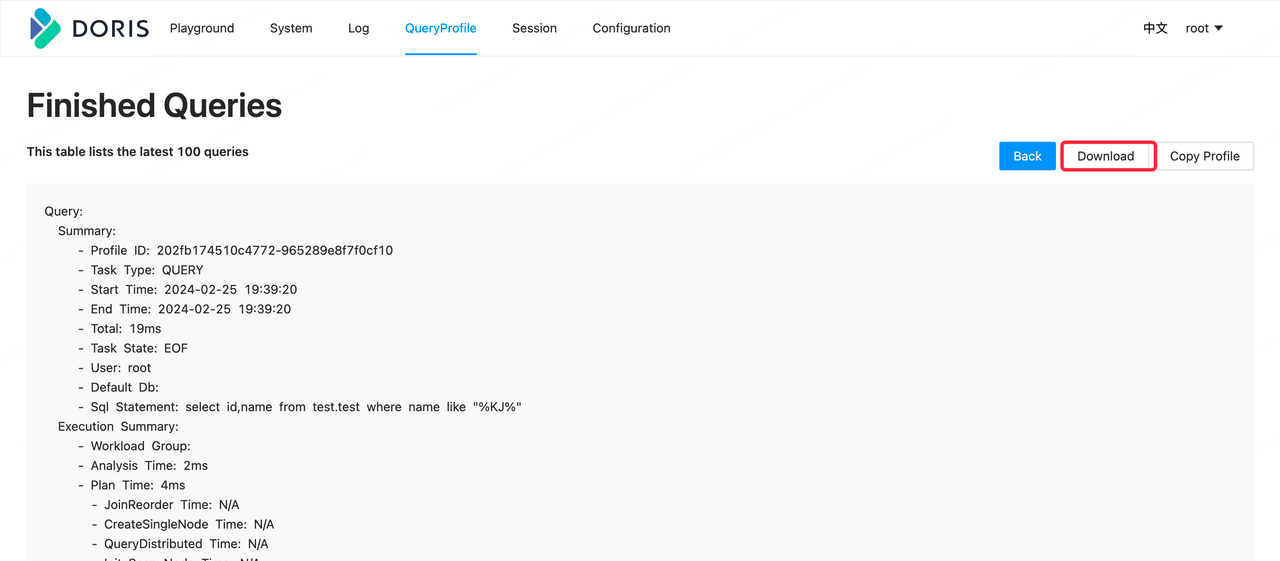 DORIS Playground System Log QueryProfile Session Configuration 中文 root
Finished Queries
This table lists the latest 100 queries
Back Download Copy Profile
Query:
Summary:
- Profile ID: 202fb174510c4772-965289e8f7f0cf10
- Task Type: QUERY
- Start Time: 2024-02-25 19:39:20
- End Time: 2024-02-25 19:39:20
- Total: 19ms
- Task State: EOF
- User: root
- Default Db:
- Sql Statement: select id,name from test.test where name like "%KJ%"
Execution Summary:
- Workload Group:
- Analysis Time: 2ms
- Plan Time: 4ms
- JoinReorder Time: N/A
- CreateSingleNode Time: N/A
- QueryDistributed Time: N/A